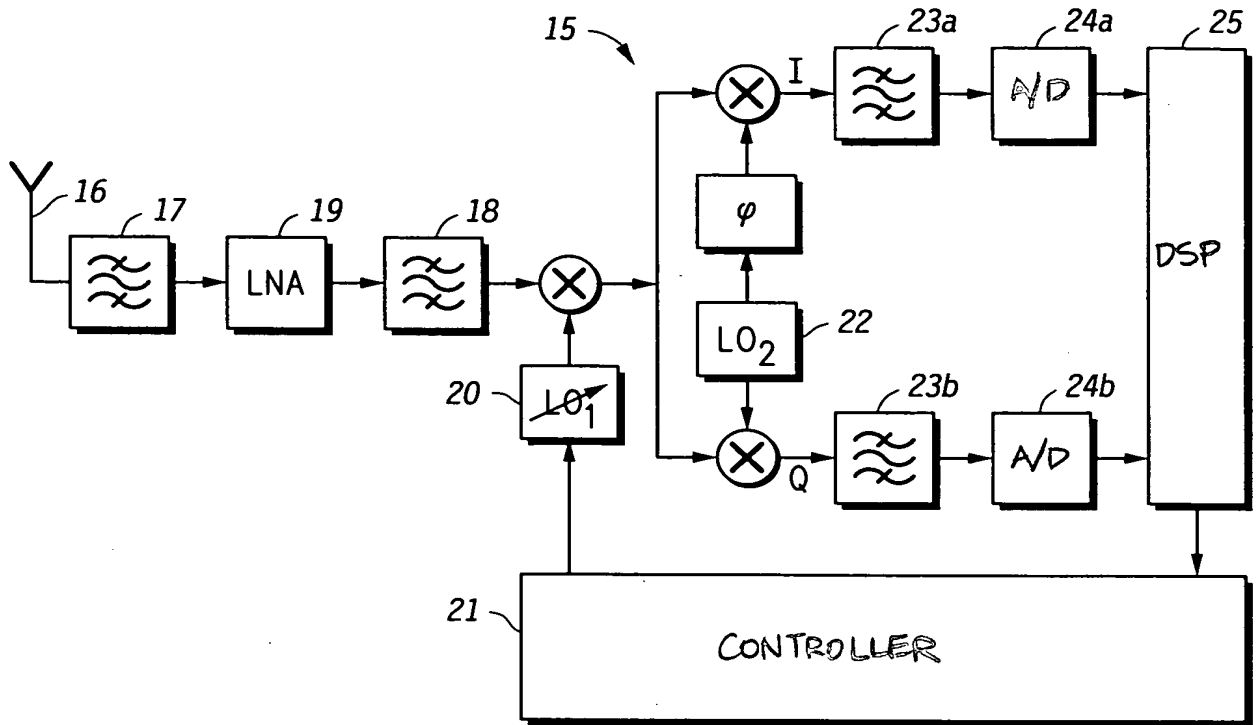 15
23a
24a
25
I
A/D
A/D
16
17
19
18
φ
LNA
DSP
LO2
22
20
LO1
23b
24b
Q
A/D
21
CONTROLLER